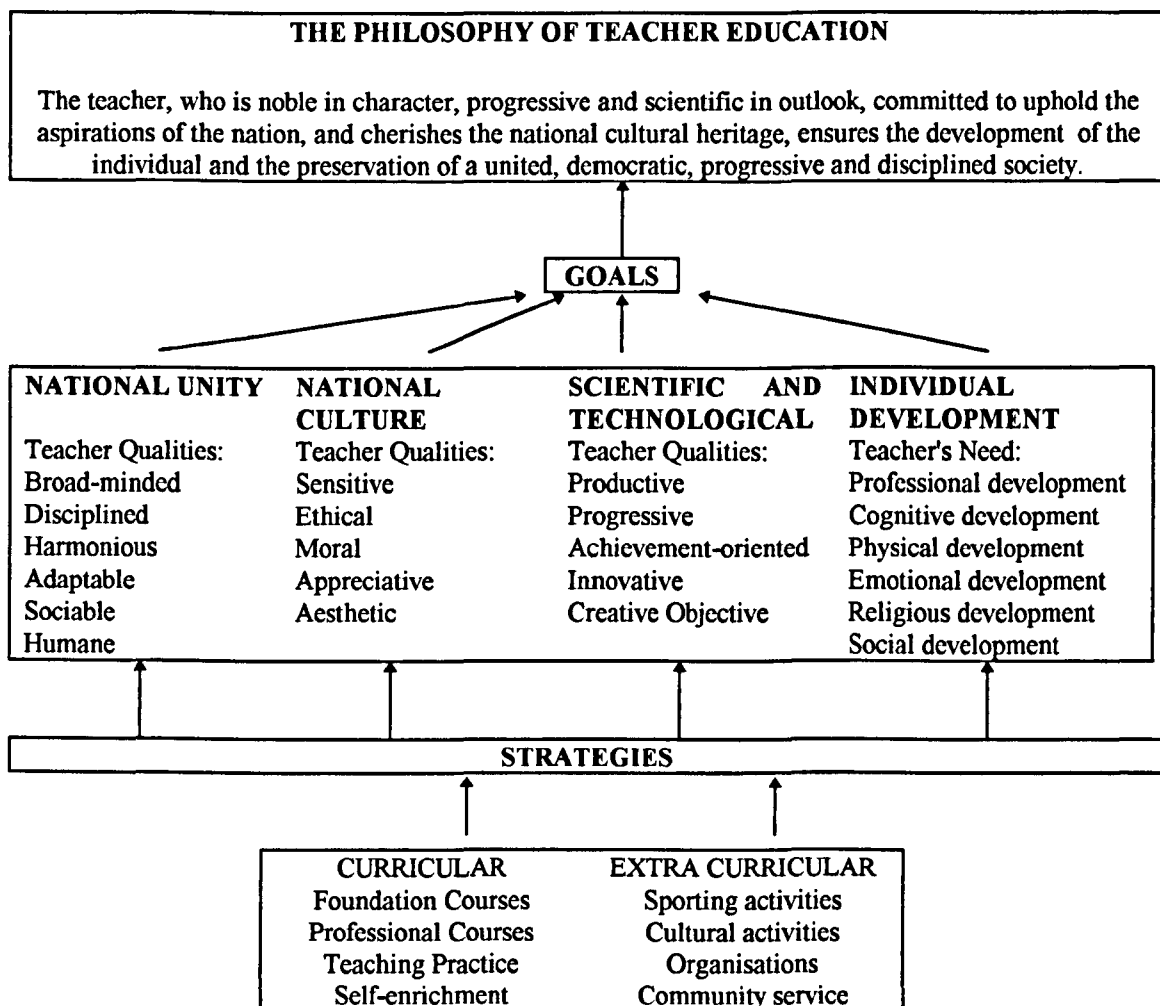 THE PHILOSOPHY OF TEACHER EDUCATION
The teacher, who is noble in character, progressive and scientific in outlook, committed to uphold the
aspirations of the nation, and cherishes the national cultural heritage, ensures the development of the
individual and the preservation of a united, democratic, progressive and disciplined society.
GOALS
NATIONAL UNITY
Teacher Qualities:
Broad-minded
Disciplined
Harmonious
Adaptable
Sociable
Humane
NATIONAL
CULTURE
Teacher Qualities:
Sensitive
Ethical
Moral
Appreciative
Aesthetic
SCIENTIFIC AND
TECHNOLOGICAL
Teacher Qualities:
Productive
Progressive
Achievement-oriented
Innovative
Creative Objective
INDIVIDUAL
DEVELOPMENT
Teacher's Need:
Professional development
Cognitive development
Physical development
Emotional development
Religious development
Social development
STRATEGIES
CURRICULAR
Foundation Courses
Professional Courses
Teaching Practice
Self-enrichment
EXTRA CURRICULAR
Sporting activities
Cultural activities
Organisations
Community service